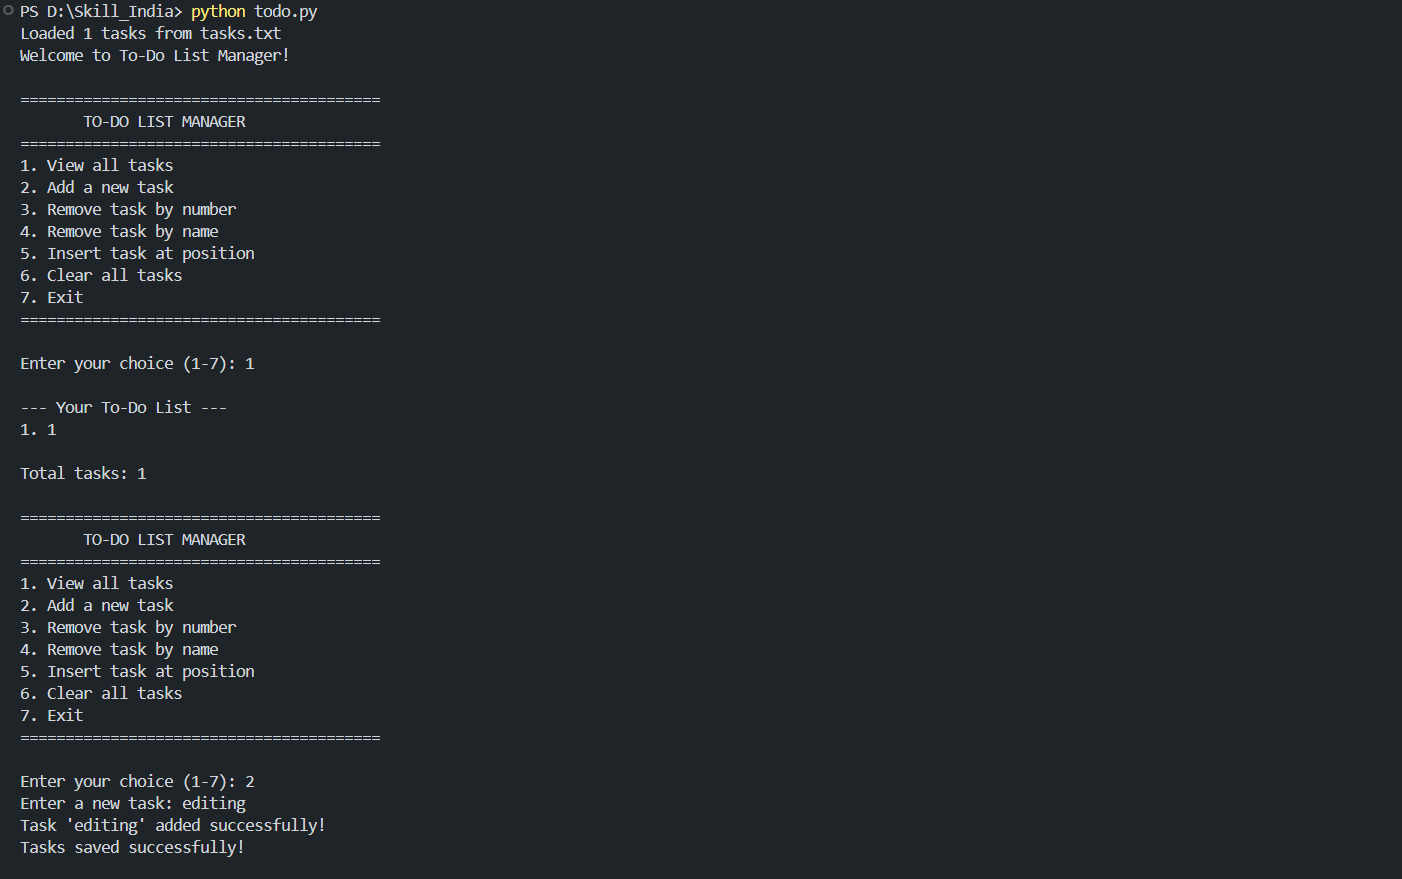 PS D:\Skill_India> python todo.py
Loaded 1 tasks from tasks.txt
Welcome to To-Do List Manager!
========================================
TO-DO LIST MANAGER
========================================
1. View all tasks
2. Add a new task
3. Remove task by number
4. Remove task by name
5. Insert task at position
6. Clear all tasks
7. Exit
========================================
Enter your choice (1-7): 1
--- Your To-Do List ---
1. 1
Total tasks: 1
========================================
TO-DO LIST MANAGER
========================================
1. View all tasks
2. Add a new task
3. Remove task by number
4. Remove task by name
5. Insert task at position
6. Clear all tasks
7. Exit
========================================
Enter your choice (1-7): 2
Enter a new task: editing
Task 'editing' added successfully!
Tasks saved successfully!